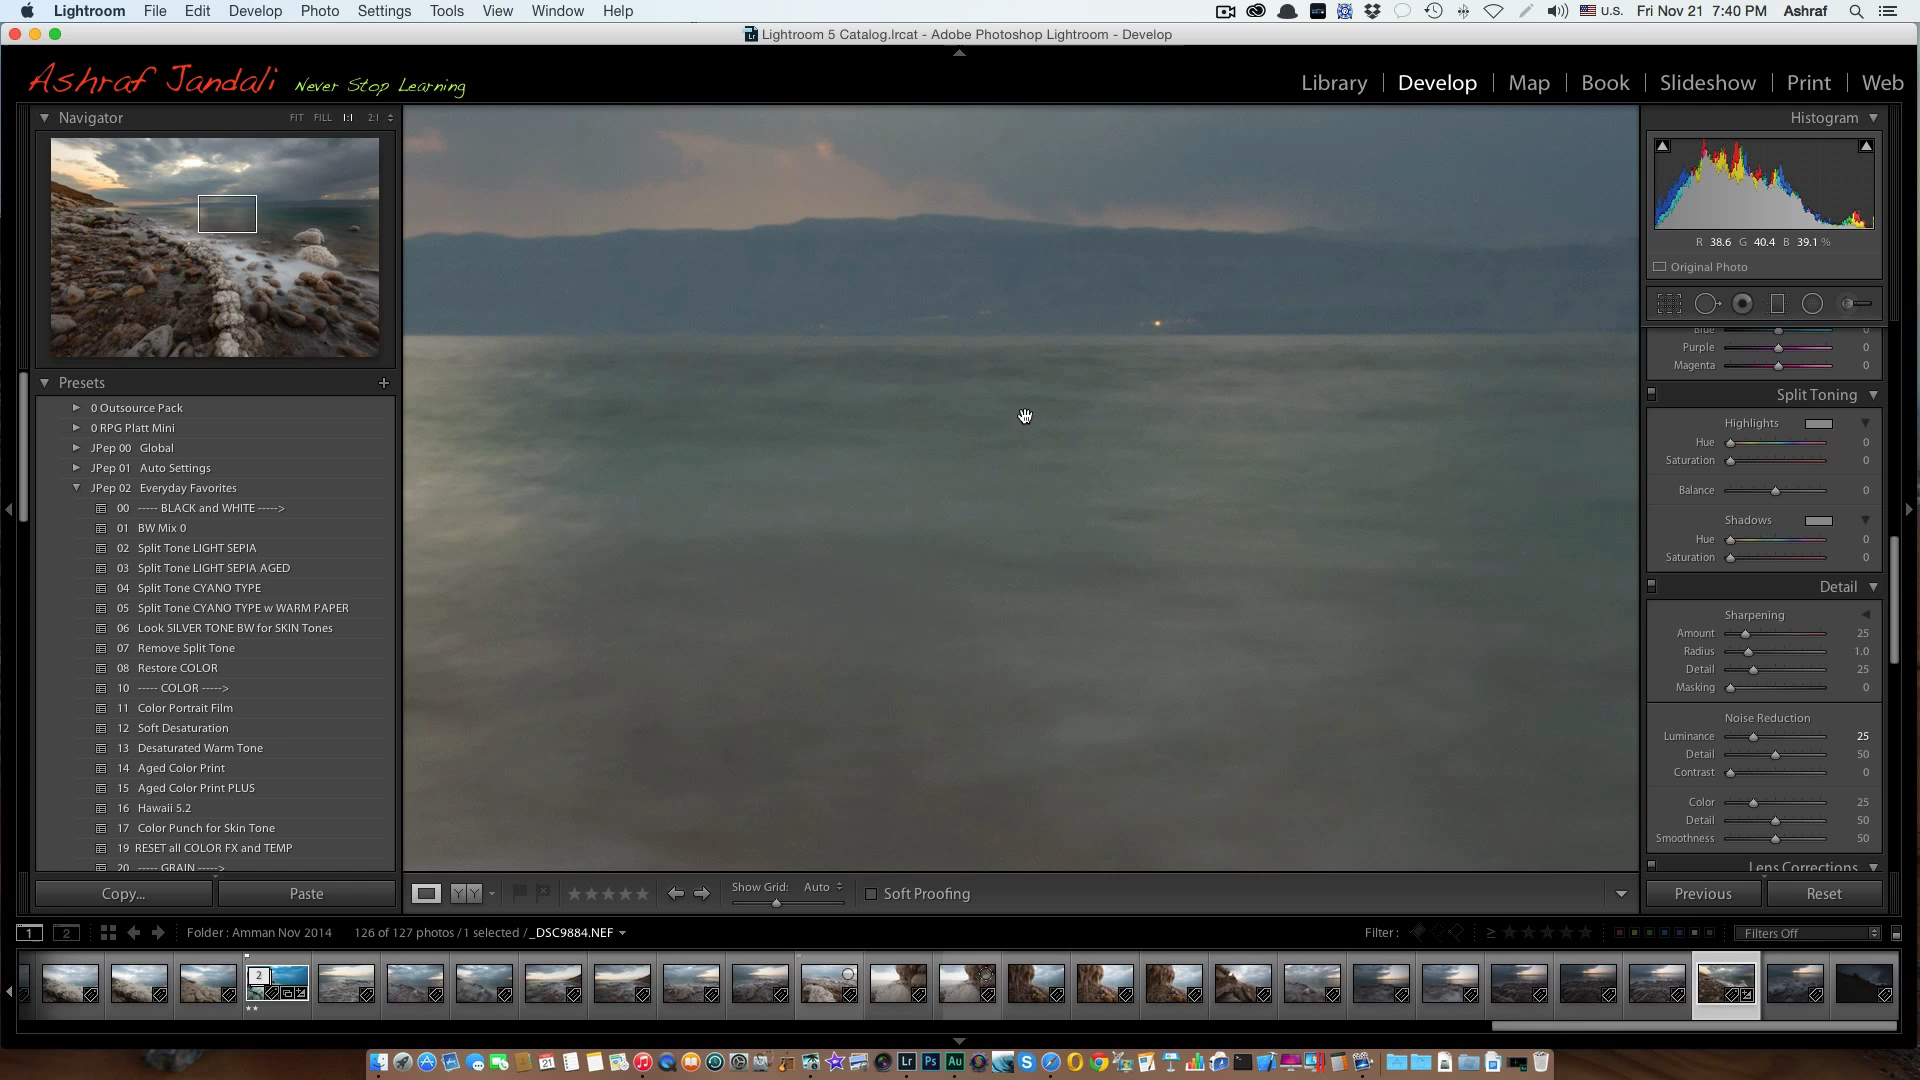 Lightroom File Edit Develop Photo Settings Tools View Window Help
U.S. Fri Nov 21 7:40 PM Ashraf
Lightroom 5 Catalog.lrcat - Adobe Photoshop Lightroom - Develop
Ashraf Jandali Never Stop Learning
Library Develop Map Book Slideshow Print Web
Navigator FIT FILL 1:1 2:1
Presets
0 Outsource Pack
0 RPG Platt Mini
JPep 00 Global
JPep 01 Auto Settings
JPep 02 Everyday Favorites
00 ----- BLACK and WHITE ----->
01 BW Mix 0
02 Split Tone LIGHT SEPIA
03 Split Tone LIGHT SEPIA AGED
04 Split Tone CYANO TYPE
05 Split Tone CYANO TYPE w WARM PAPER
06 Look SILVER TONE BW for SKIN Tones
07 Remove Split Tone
08 Restore COLOR
10 ----- COLOR ----->
11 Color Portrait Film
12 Soft Desaturation
13 Desaturated Warm Tone
14 Aged Color Print
15 Aged Color Print PLUS
16 Hawaii 5.2
17 Color Punch for Skin Tone
19 RESET all COLOR FX and TEMP
20 ----- GRAIN ----->
Copy... Paste
Histogram
R 38.6 G 40.4 B 39.1 %
Original Photo
Blue 0
Purple 0
Magenta 0
Split Toning
Highlights
Hue 0
Saturation 0
Balance 0
Shadows
Hue 0
Saturation 0
Detail
Sharpening
Amount 25
Radius 1.0
Detail 25
Masking 0
Noise Reduction
Luminance 25
Detail 50
Contrast 0
Color 25
Detail 50
Smoothness 50
Lens Corrections
Previous Reset
Show Grid: Auto
Soft Proofing
1 2 Folder : Amman Nov 2014 126 of 127 photos / 1 selected / _DSC9884.NEF
Filter : Filters Off
2
Lr Ps Au